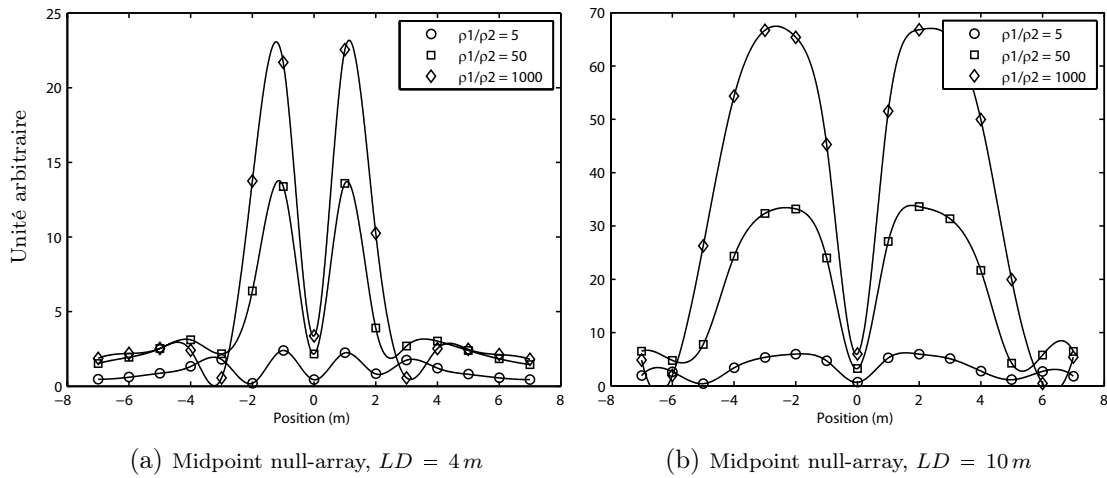 25
20
15
10
5
0
Unité arbitraire
−8
−6
−4
−2
0
2
4
6
8
Position (m)
ρ1/ρ2 = 5
ρ1/ρ2 = 50
ρ1/ρ2 = 1000
70
60
50
40
30
20
10
0
−8
−6
−4
−2
0
2
4
6
8
Position (m)
ρ1/ρ2 = 5
ρ1/ρ2 = 50
ρ1/ρ2 = 1000
(a) Midpoint null-array, LD = 4 m
(b) Midpoint null-array, LD = 10 m